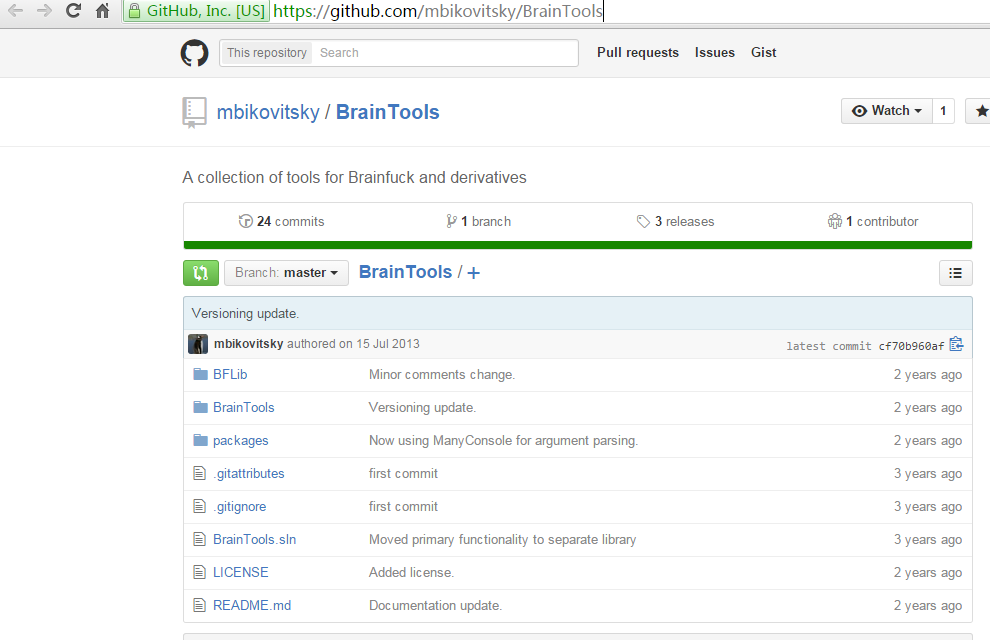 GitHub, Inc. [US] https://github.com/mbikovitsky/BrainTools
This repository Search Pull requests Issues Gist
mbikovitsky / BrainTools Watch 1
A collection of tools for Brainfuck and derivatives
24 commits 1 branch 3 releases 1 contributor
Branch: master BrainTools / +
Versioning update.
mbikovitsky authored on 15 Jul 2013 latest commit cf70b960af
BFLib Minor comments change. 2 years ago
BrainTools Versioning update. 2 years ago
packages Now using ManyConsole for argument parsing. 2 years ago
.gitattributes first commit 3 years ago
.gitignore first commit 3 years ago
BrainTools.sln Moved primary functionality to separate library 3 years ago
LICENSE Added license. 2 years ago
README.md Documentation update. 2 years ago